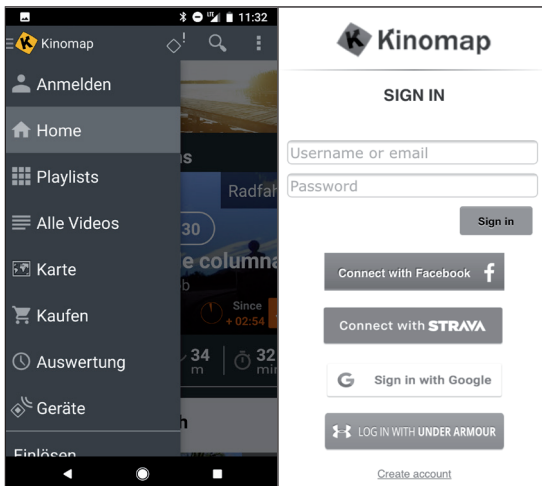 LTE 11:32
Kinomap
Anmelden
Home
Playlists
Alle Videos
Karte
Kaufen
Auswertung
Geräte
Einlösen
Radfah
30
e columna
Since
+ 02:54
34
m
32
min
Kinomap
SIGN IN
Username or email
Password
Sign in
Connect with Facebook f
Connect with STRAVA
G Sign in with Google
LOG IN WITH UNDER ARMOUR
Create account